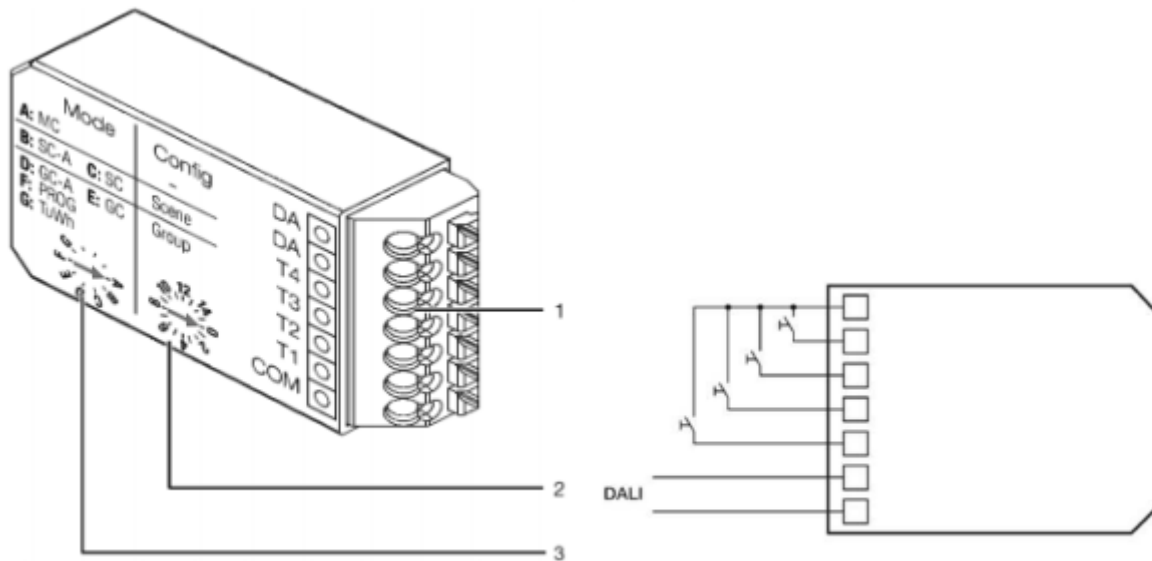 Mode
A: MC
B: SC-A C: SC
D: GC-A E: GC
F: PROG
G: TuWh
Config
-
Scene
Group
DA
DA
T4
T3
T2
T1
COM
1
2
3
DALI